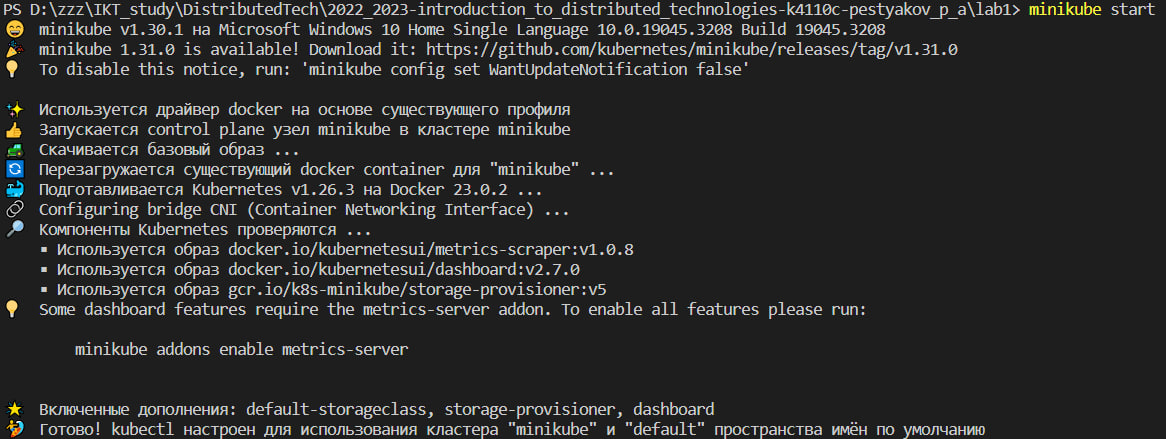 PS D:\zzz\IKT_study\DistributedTech\2022_2023-introduction_to_distributed_technologies-k4110c-pestyakov_p_a\lab1> minikube start
😄 minikube v1.30.1 на Microsoft Windows 10 Home Single Language 10.0.19045.3208 Build 19045.3208
🎉 minikube 1.31.0 is available! Download it: https://github.com/kubernetes/minikube/releases/tag/v1.31.0
💡 To disable this notice, run: 'minikube config set WantUpdateNotification false'
✨ Используется драйвер docker на основе существующего профиля
👍 Запускается control plane узел minikube в кластере minikube
🚜 Скачивается базовый образ ...
🔄 Перезагружается существующий docker container для "minikube" ...
🐳 Подготавливается Kubernetes v1.26.3 на Docker 23.0.2 ...
🔗 Configuring bridge CNI (Container Networking Interface) ...
🔎 Компоненты Kubernetes проверяются ...
▪ Используется образ docker.io/kubernetesui/metrics-scraper:v1.0.8
▪ Используется образ docker.io/kubernetesui/dashboard:v2.7.0
▪ Используется образ gcr.io/k8s-minikube/storage-provisioner:v5
💡 Some dashboard features require the metrics-server addon. To enable all features please run:
minikube addons enable metrics-server
🌟 Включенные дополнения: default-storageclass, storage-provisioner, dashboard
🏄 Готово! kubectl настроен для использования кластера "minikube" и "default" пространства имён по умолчанию